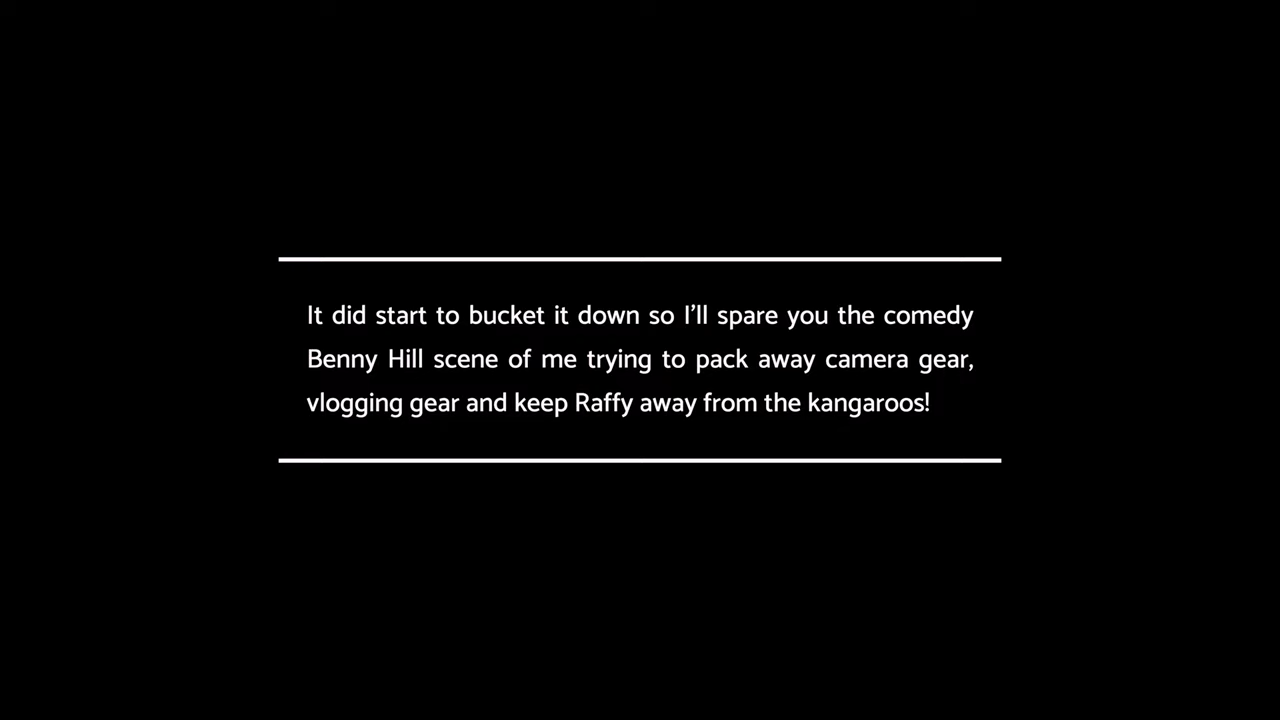 It did start to bucket it down so I’ll spare you the comedy
Benny Hill scene of me trying to pack away camera gear,
vlogging gear and keep Raffy away from the kangaroos!